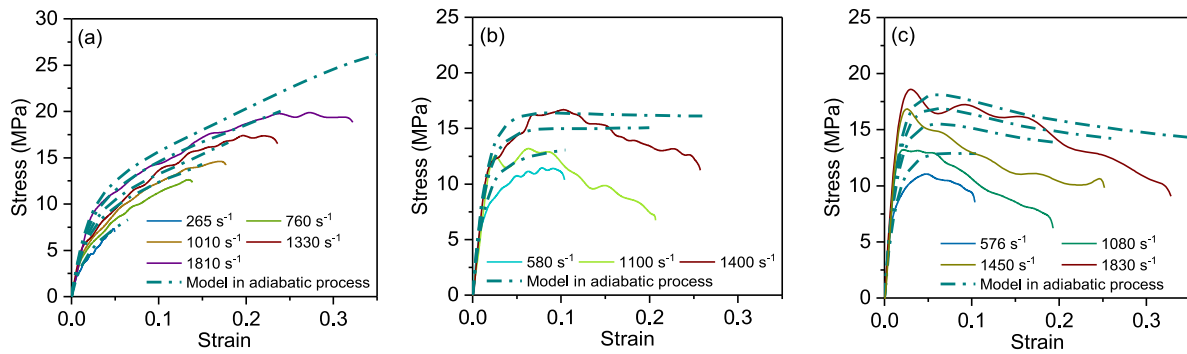 (a)
30
25
20
15
10
5
0
Stress (MPa)
0.0 0.1 0.2 0.3
Strain
265 s⁻¹ 760 s⁻¹
1010 s⁻¹ 1330 s⁻¹
1810 s⁻¹
Model in adiabatic process
(b)
25
20
15
10
5
0
Stress (MPa)
0.0 0.1 0.2 0.3
Strain
580 s⁻¹ 1100 s⁻¹ 1400 s⁻¹
Model in adiabatic process
(c)
25
20
15
10
5
0
Stress (MPa)
0.0 0.1 0.2 0.3
Strain
576 s⁻¹ 1080 s⁻¹
1450 s⁻¹ 1830 s⁻¹
Model in adiabatic process